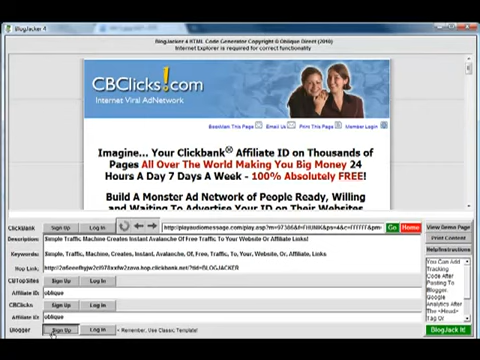 BlogJacker 4
BlogJacker 4 HTML Code Generator Copyright © Oblique Direct (2010)
Internet Explorer is required for correct functionality
CBClicks!com
Internet Viral AdNetwork
Bookmark This Page
Email Us
Print This Page
Member Login
Imagine... Your Clickbank® Affiliate ID on Thousands of
Pages All Over The World Making You Big Money 24
Hours A Day 7 Days A Week - 100% Absolutely FREE!
Build A Monster Ad Network of People Ready, Willing
and Waiting To Advertise Your ID on Their Websites
ClickBank Sign Up Log In Go Home View Demo Page
Description: Simple Traffic Machine Creates Instant Avalanche Of Free Traffic To Your Website Or Affiliate Links! Print Content
Keywords: Simple, Traffic, Machine, Creates, Instant, Avalanche, Of, Free, Traffic, To, Your, Website, Or, Affiliate, Links Help/Instructions
Hop Link:
CBTopSites Sign Up Log In
Affiliate ID: oblique
CBClicks Sign Up Log In
Affiliate ID: oblique
Blogger Sign Up Log In * Remember, Use Classic Template!
You Can Add
Tracking
Code After
Posting To
Blogger.
Google
Analytics After
The <Head>
Tag Or
BlogJack It!